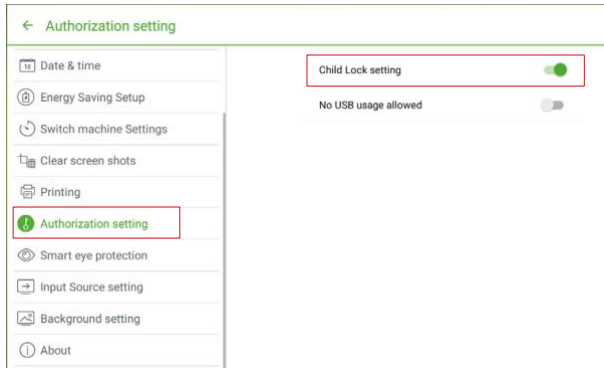 Authorization setting
18 Date & time
Energy Saving Setup
Switch machine Settings
Clear screen shots
Printing
Authorization setting
Smart eye protection
Input Source setting
Background setting
About
Child Lock setting
No USB usage allowed